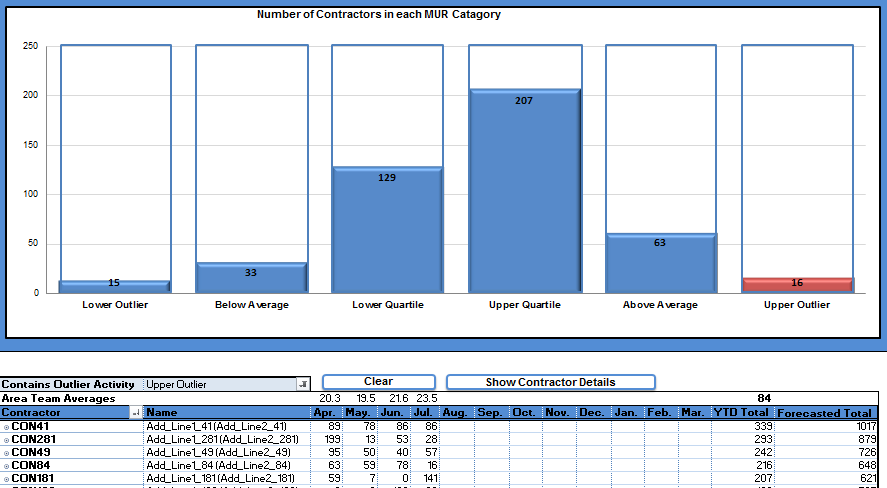 Number of Contractors in each MUR Catagory
250
200
150
100
50
0
15
33
129
207
63
16
Lower Outlier Below Average Lower Quartile Upper Quartile Above Average Upper Outlier
Contains Outlier Activity Upper Outlier Clear Show Contractor Details
Area Team Averages 20.3 19.5 21.6 23.5 84
Contractor Name Apr. May. Jun. Jul. Aug. Sep. Oct. Nov. Dec. Jan. Feb. Mar. YTD Total Forecasted Total
CON41 Add_Line1_41(Add_Line2_41) 89 78 86 86 339 1017
CON281 Add_Line1_281(Add_Line2_281) 199 13 53 28 293 879
CON49 Add_Line1_49(Add_Line2_49) 95 50 40 57 242 726
CON84 Add_Line1_84(Add_Line2_84) 63 59 78 16 216 648
CON181 Add_Line1_181(Add_Line2_181) 59 7 0 141 207 621